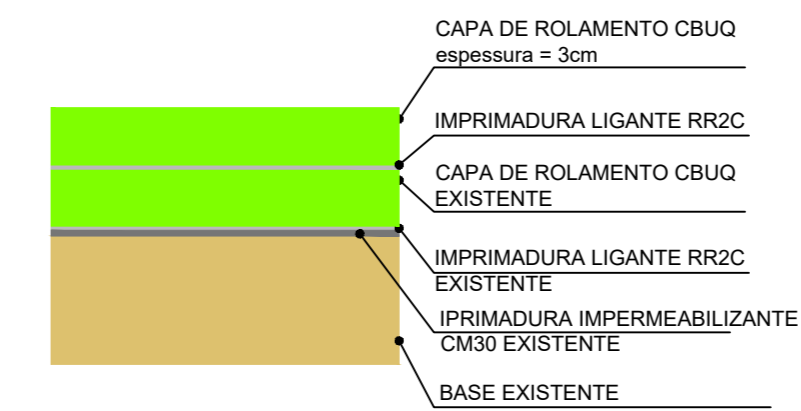 CAPA DE ROLAMENTO CBUQ
espessura = 3cm
IMPRIMADURA LIGANTE RR2C
CAPA DE ROLAMENTO CBUQ
EXISTENTE
IMPRIMADURA LIGANTE RR2C
EXISTENTE
IPRIMADURA IMPERMEABILIZANTE
CM30 EXISTENTE
BASE EXISTENTE